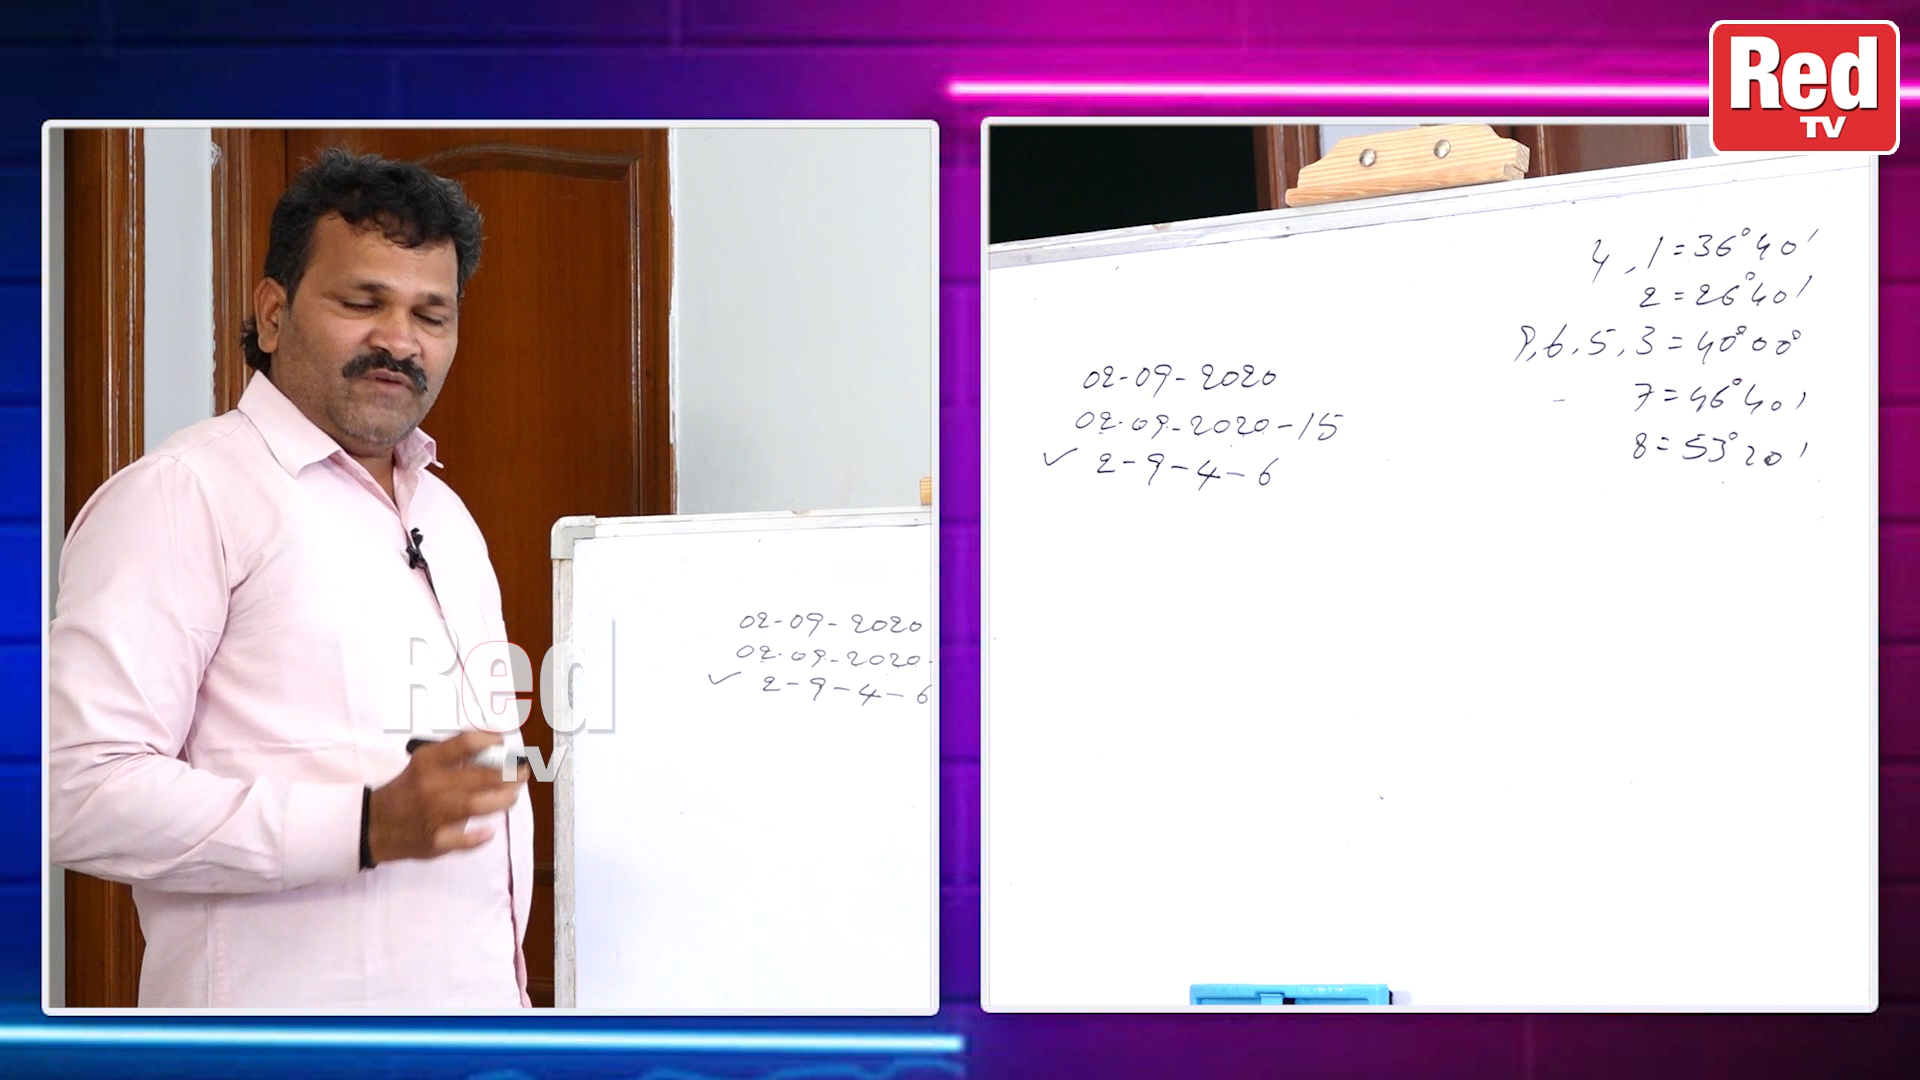 Red
TV
02-09-2020
02-09-2020-
✓ 2-9-4-6
Red
TV
4, 1 = 36°40'
2 = 26°40'
9, 6, 5, 3 = 40°00°
7 = 46°40'
8 = 53°20'
02-09-2020
02-09-2020-15
✓ 2-9-4-6